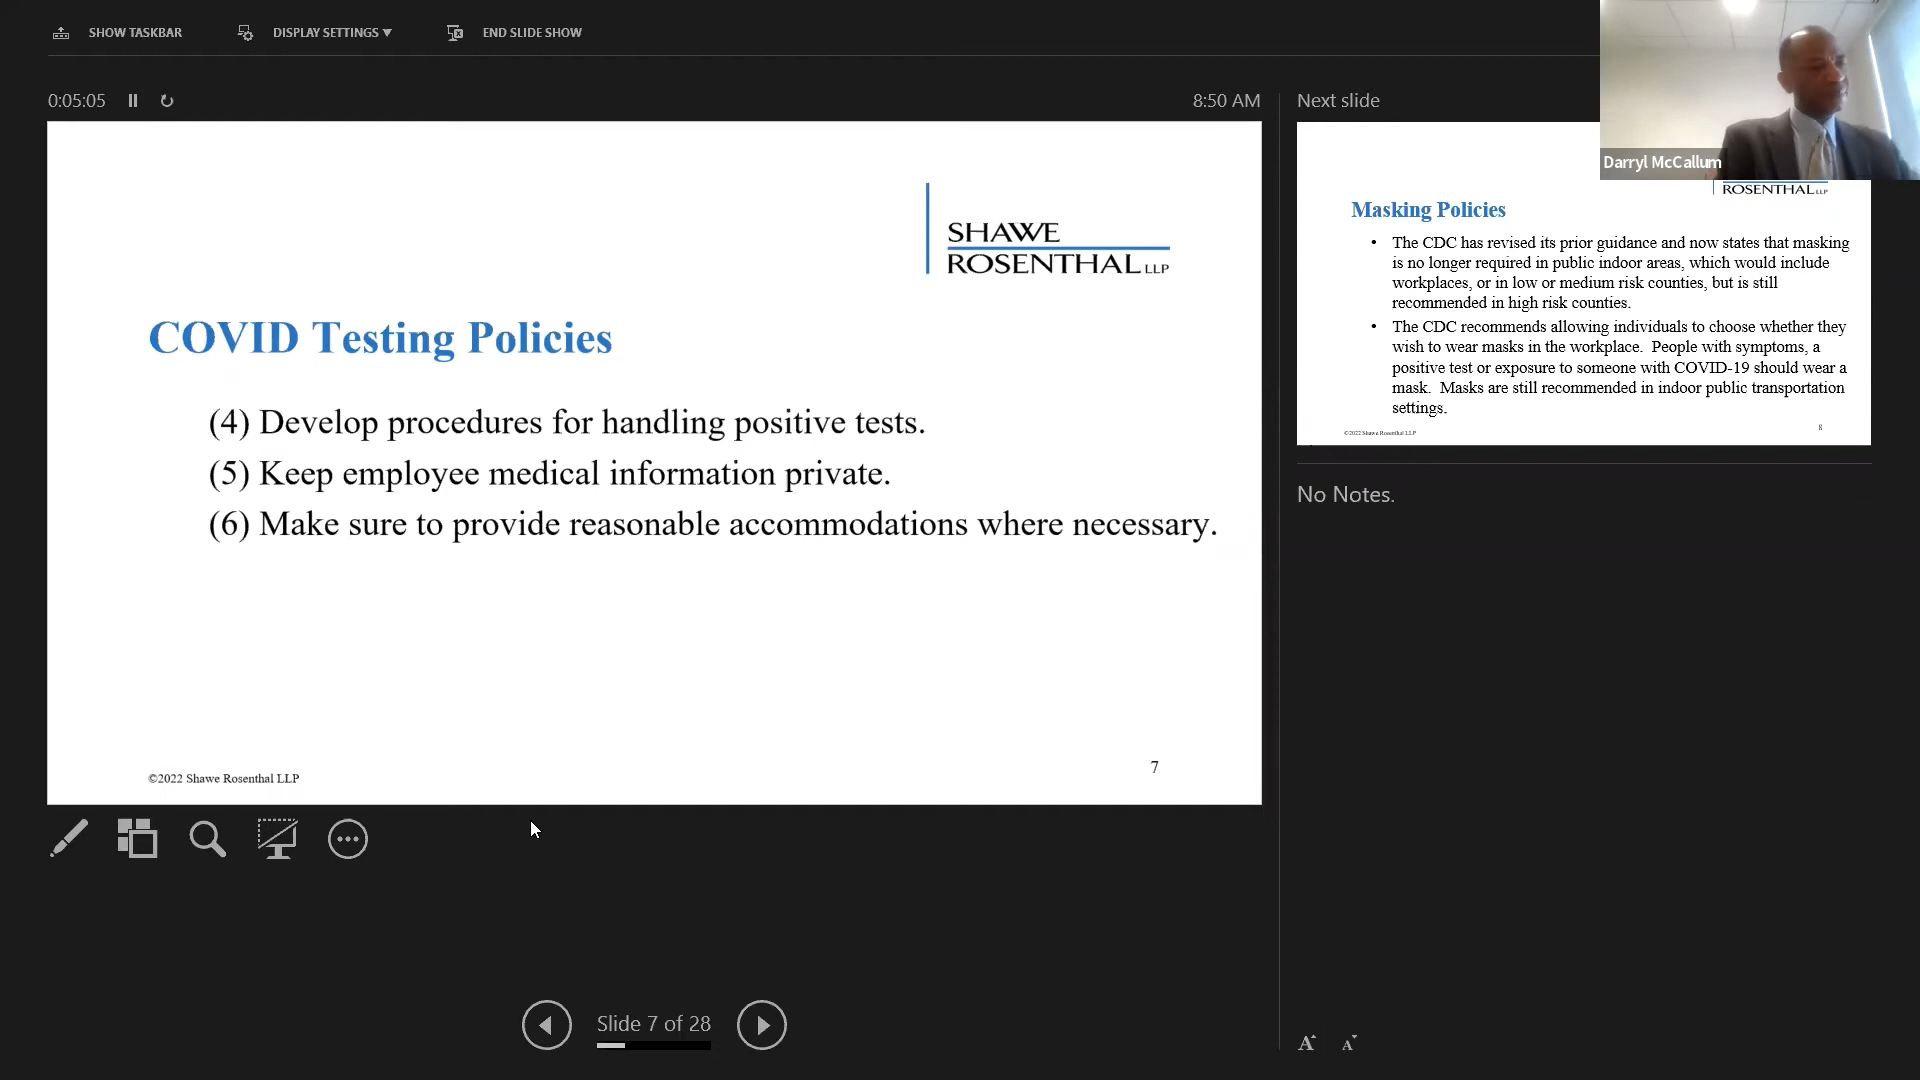 SHOW TASKBAR
DISPLAY SETTINGS ▼
END SLIDE SHOW
0:05:05
8:50 AM
Next slide
Darryl McCallum
SHAWE
ROSENTHAL LLP
COVID Testing Policies
(4) Develop procedures for handling positive tests.
(5) Keep employee medical information private.
(6) Make sure to provide reasonable accommodations where necessary.
©2022 Shawe Rosenthal LLP
7
ROSENTHAL LLP
Masking Policies
• The CDC has revised its prior guidance and now states that masking
is no longer required in public indoor areas, which would include
workplaces, or in low or medium risk counties, but is still
recommended in high risk counties.
• The CDC recommends allowing individuals to choose whether they
wish to wear masks in the workplace. People with symptoms, a
positive test or exposure to someone with COVID-19 should wear a
mask. Masks are still recommended in indoor public transportation
settings.
©2022 Shawe Rosenthal LLP
8
No Notes.
Slide 7 of 28
A A